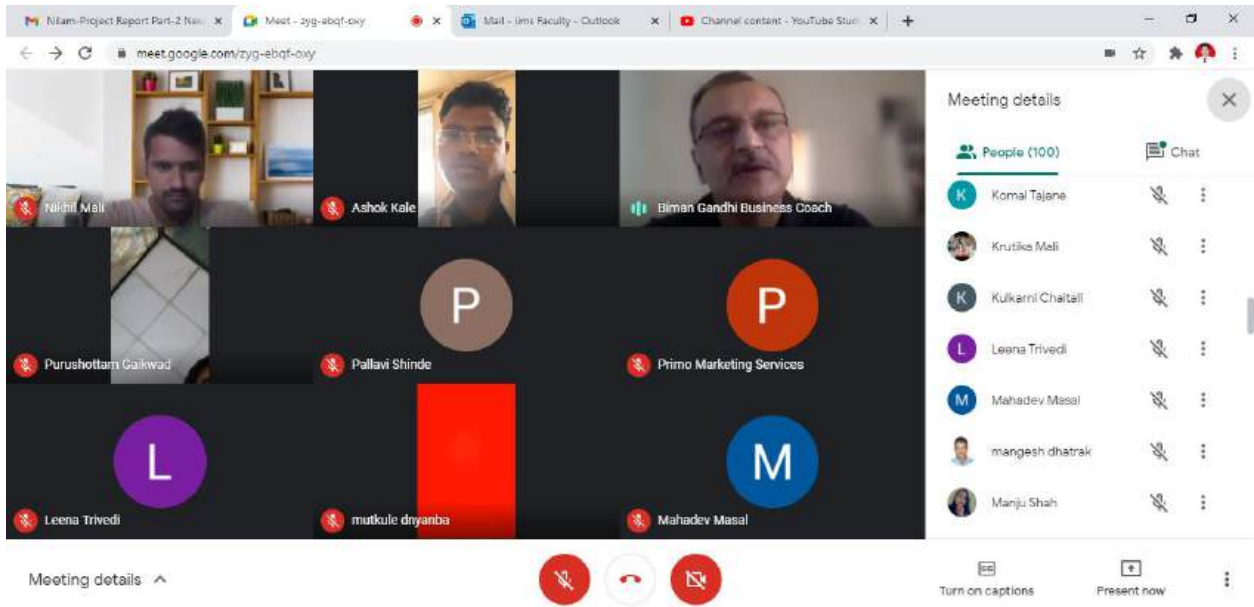 Nilam-Project Report Part-2 New
Meet - zyg-ebqf-oxy
Mail - iims Faculty - Outlook
Channel content - YouTube Stud
meet.google.com/zyg-ebqf-oxy
Nikhil Mali
Ashok Kale
Biman Gandhi Business Coach
Purushottam Gaikwad
P
Pallavi Shinde
P
Primo Marketing Services
L
Leena Trivedi
mutkule dnyanba
M
Mahadev Masal
Meeting details
People (100)
Chat
K
Komal Tajane
Krutika Mali
K
Kulkarni Chaitali
L
Leena Trivedi
M
Mahadev Masal
mangesh dhatrak
Manju Shah
Meeting details
Turn on captions
Present now